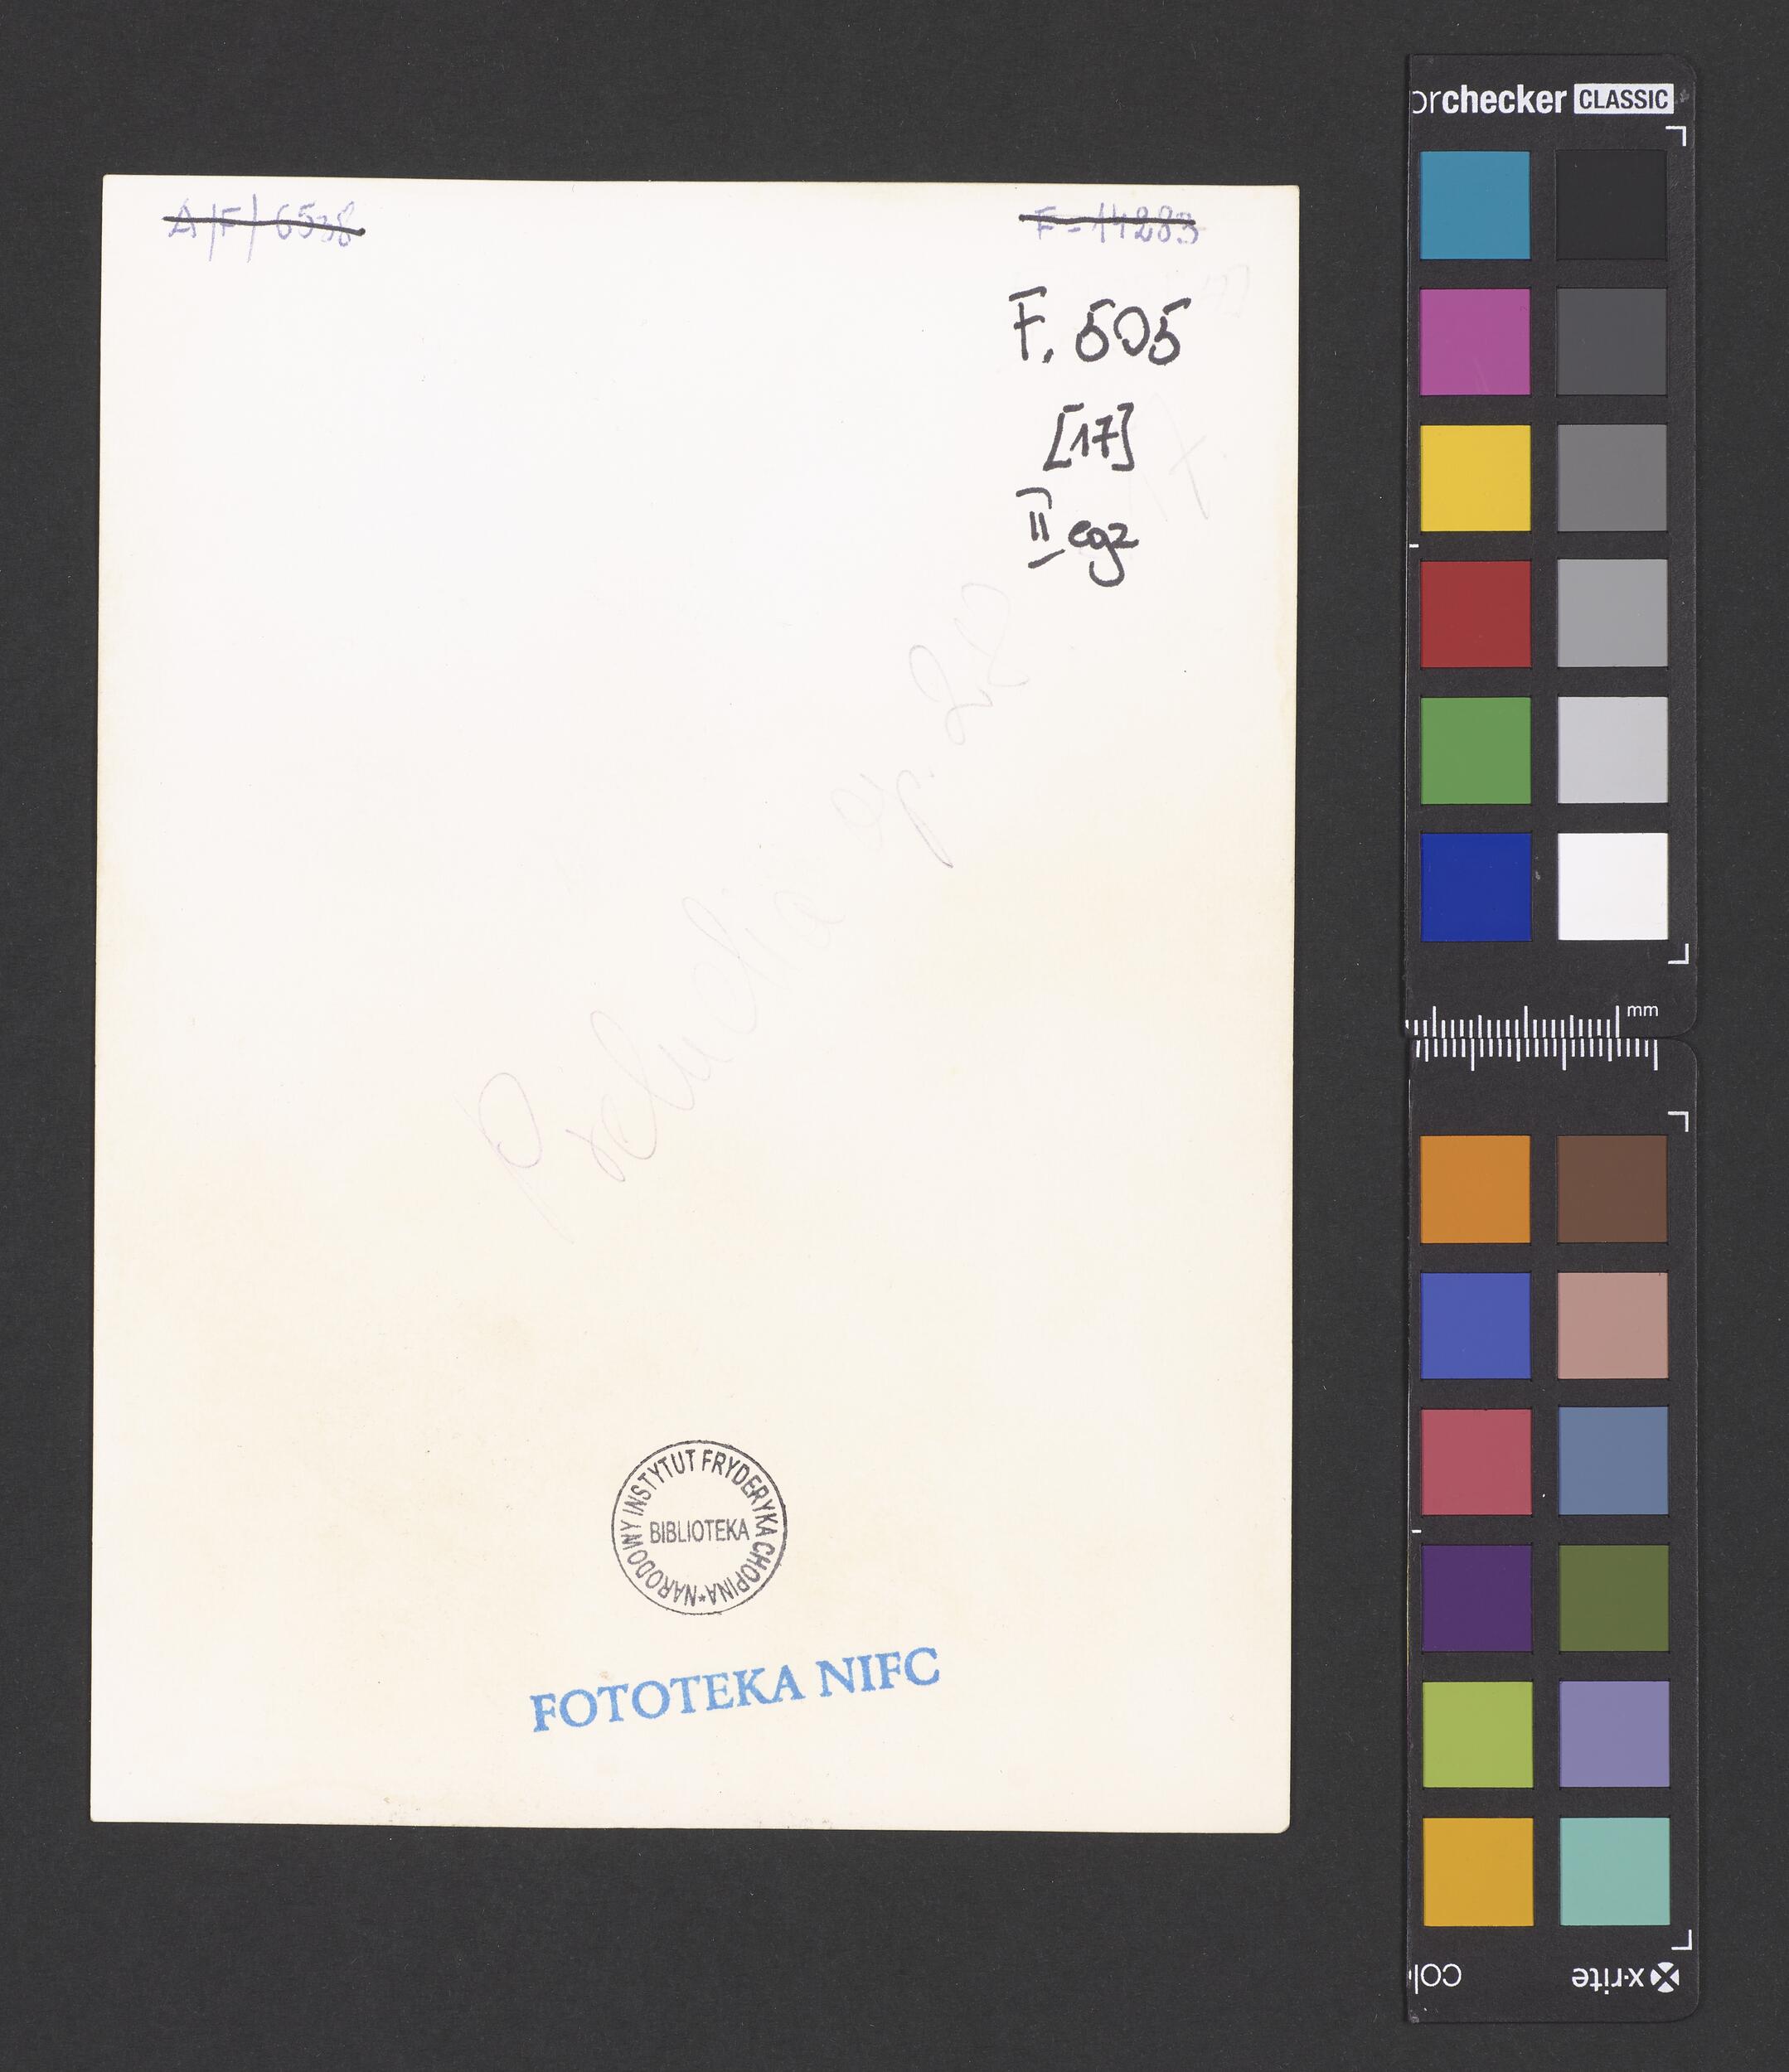 orchecker CLASSIC
A/F/6538
F-14283
F. 505
[17]
II egz
Preludia op. 28
mm
NARODOWY INSTYTUT FRYDERYKA CHOPINA *
BIBLIOTEKA
FOTOTEKA NIFC
x-rite
col